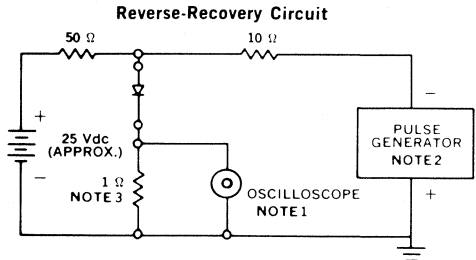 Reverse-Recovery Circuit
50 Ω
10 Ω
+
25 Vdc
(APPROX.)
−
1 Ω
NOTE 3
OSCILLOSCOPE
NOTE 1
−
PULSE
GENERATOR
NOTE 2
+